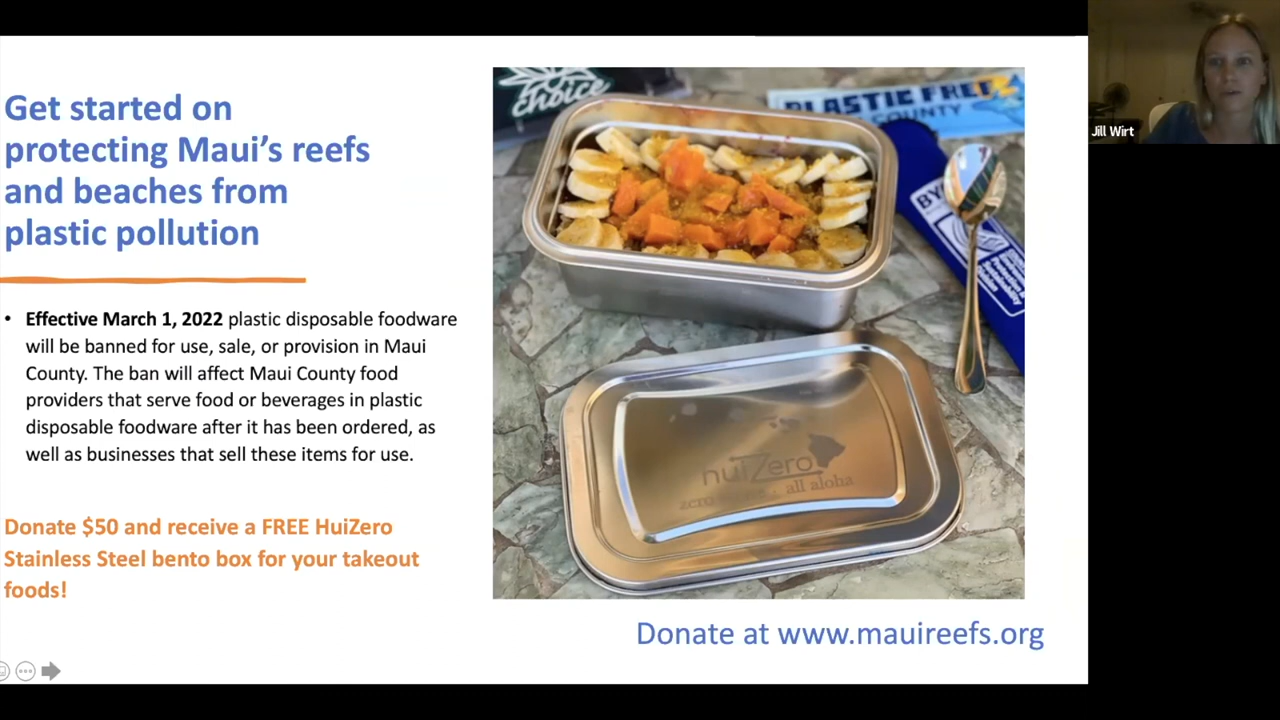 Get started on
protecting Maui's reefs
and beaches from
plastic pollution
• Effective March 1, 2022 plastic disposable foodware
will be banned for use, sale, or provision in Maui
County. The ban will affect Maui County food
providers that serve food or beverages in plastic
disposable foodware after it has been ordered, as
well as businesses that sell these items for use.
Donate $50 and receive a FREE HuiZero
Stainless Steel bento box for your takeout
foods!
choice
PLASTIC FREE
COUNTY
huiZero
zero all aloha
Donate at www.mauireefs.org
Jill Wirt